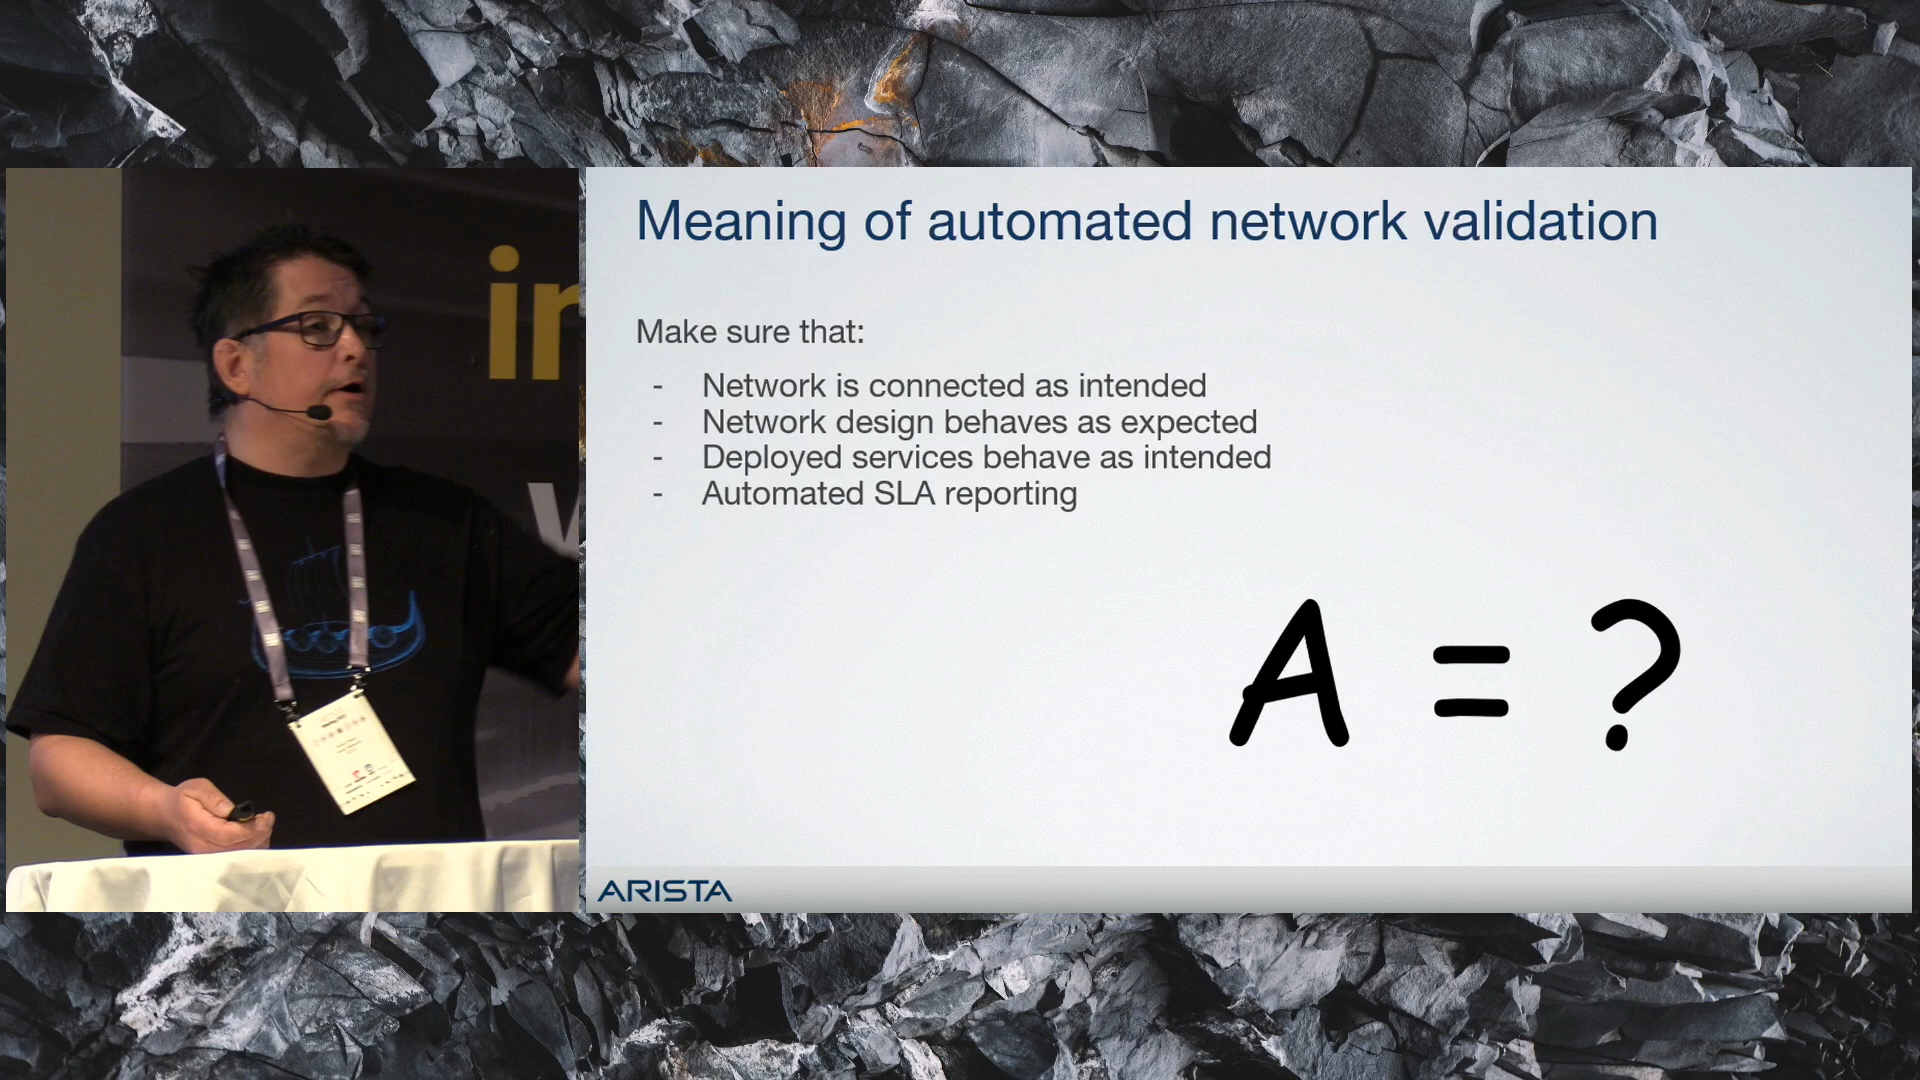 in
w
Meaning of automated network validation
Make sure that:
- Network is connected as intended
- Network design behaves as expected
- Deployed services behave as intended
- Automated SLA reporting
A = ?
ARISTA